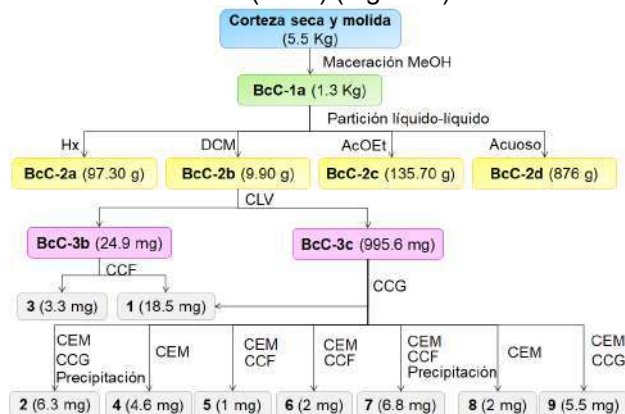 Corteza seca y molida
(5.5 Kg)
Maceración MeOH
BcC-1a (1.3 Kg)
Partición líquido-líquido
Hx
DCM
AcOEt
Acuoso
BcC-2a (97.30 g)
BcC-2b (9.90 g)
BcC-2c (135.70 g)
BcC-2d (876 g)
CLV
BcC-3b (24.9 mg)
BcC-3c (995.6 mg)
CCF
CCG
3 (3.3 mg)
1 (18.5 mg)
CEM
CCG
Precipitación
CEM
CEM
CCF
CEM
CCF
CEM
CCF
Precipitación
CEM
CEM
CCG
2 (6.3 mg)
4 (4.6 mg)
5 (1 mg)
6 (2 mg)
7 (6.8 mg)
8 (2 mg)
9 (5.5 mg)